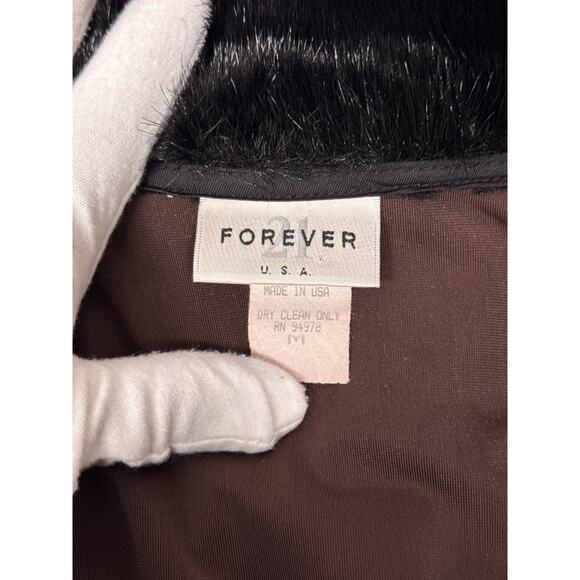 21
FOREVER
U. S. A.
MADE IN USA
DRY CLEAN ONLY
RN 94978
M